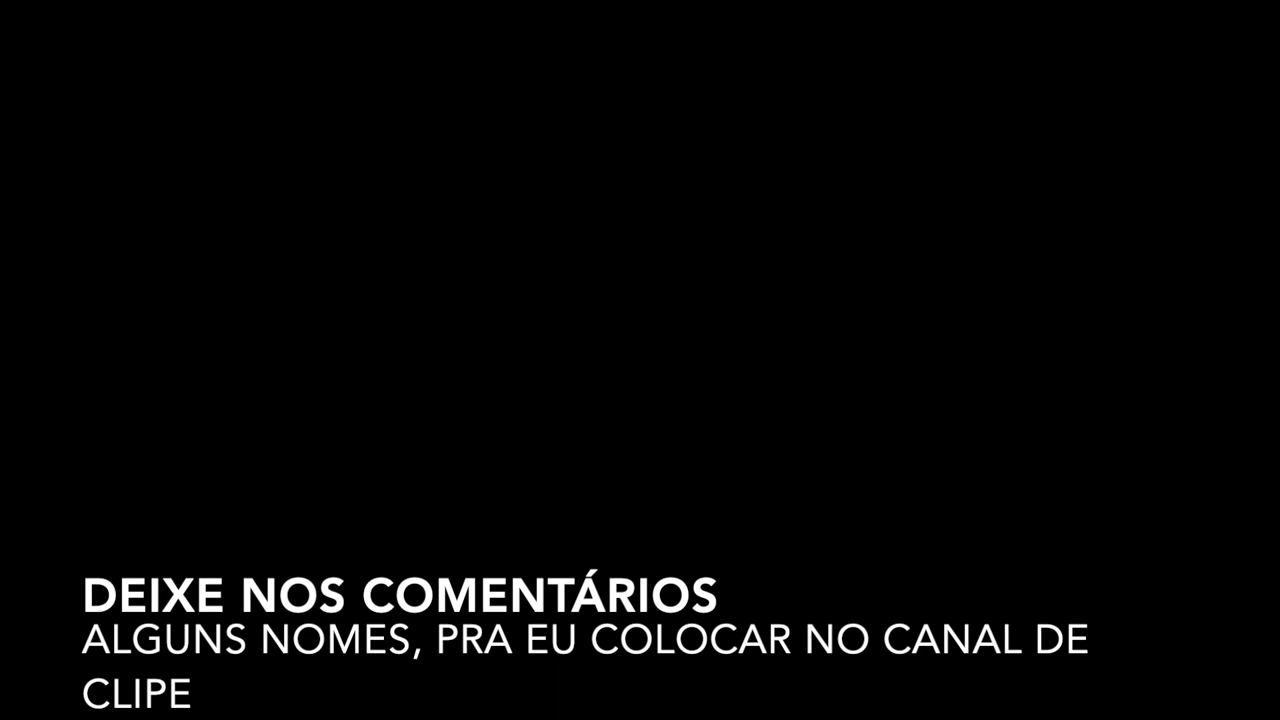 DEIXE NOS COMENTÁRIOS
ALGUNS NOMES, PRA EU COLOCAR NO CANAL DE
CLIPE